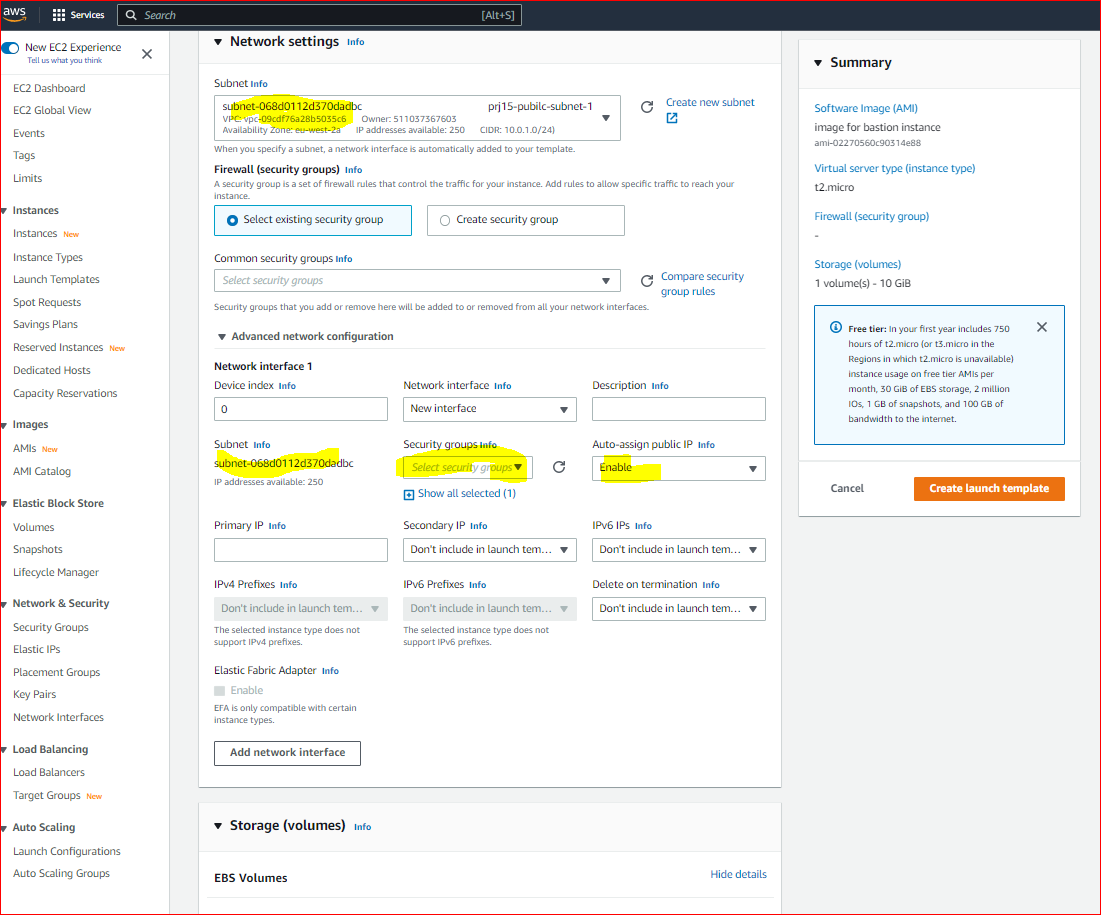 aws
Services
Search
[Alt+S]
New EC2 Experience
Tell us what you think
EC2 Dashboard
EC2 Global View
Events
Tags
Limits
Instances
Instances New
Instance Types
Launch Templates
Spot Requests
Savings Plans
Reserved Instances New
Dedicated Hosts
Capacity Reservations
Images
AMIs New
AMI Catalog
Elastic Block Store
Volumes
Snapshots
Lifecycle Manager
Network & Security
Security Groups
Elastic IPs
Placement Groups
Key Pairs
Network Interfaces
Load Balancing
Load Balancers
Target Groups New
Auto Scaling
Launch Configurations
Auto Scaling Groups
Network settings Info
Subnet Info
subnet-068d0112d370dadbc prj15-pubilc-subnet-1
VPC: vpc-09cdf76a28b5035c6 Owner: 511037367603
Availability Zone: eu-west-2a IP addresses available: 250 CIDR: 10.0.1.0/24)
Create new subnet
When you specify a subnet, a network interface is automatically added to your template.
Firewall (security groups) Info
A security group is a set of firewall rules that control the traffic for your instance. Add rules to allow specific traffic to reach your
instance.
Select existing security group
Create security group
Common security groups Info
Select security groups
Compare security
group rules
Security groups that you add or remove here will be added to or removed from all your network interfaces.
Advanced network configuration
Network interface 1
Device index Info
Network interface Info
Description Info
0
New interface
Subnet Info
Security groups Info
Auto-assign public IP Info
subnet-068d0112d370dadbc
Select security groups
Enable
IP addresses available: 250
Show all selected (1)
Primary IP Info
Secondary IP Info
IPv6 IPs Info
Don't include in launch tem...
Don't include in launch tem...
IPv4 Prefixes Info
IPv6 Prefixes Info
Delete on termination Info
Don't include in launch tem...
Don't include in launch tem...
Don't include in launch tem...
The selected instance type does not
support IPv4 prefixes.
The selected instance type does not
support IPv6 prefixes.
Elastic Fabric Adapter Info
Enable
EFA is only compatible with certain
instance types.
Add network interface
Storage (volumes) Info
EBS Volumes
Hide details
Summary
Software Image (AMI)
image for bastion instance
ami-02270560c90314e88
Virtual server type (instance type)
t2.micro
Firewall (security group)
-
Storage (volumes)
1 volume(s) - 10 GiB
Free tier: In your first year includes 750
hours of t2.micro (or t3.micro in the
Regions in which t2.micro is unavailable)
instance usage on free tier AMIs per
month, 30 GiB of EBS storage, 2 million
IOs, 1 GB of snapshots, and 100 GB of
bandwidth to the internet.
Cancel
Create launch template